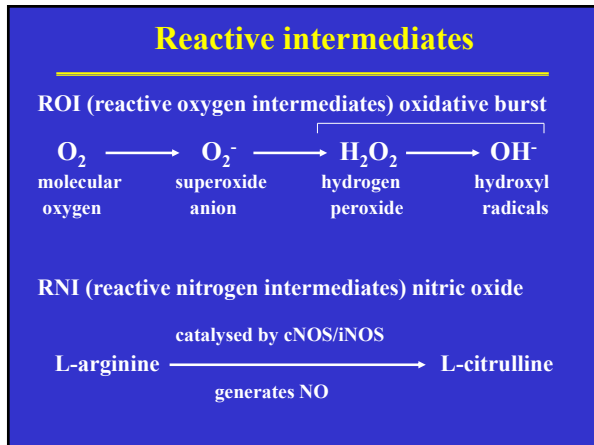 Reactive intermediates
ROI (reactive oxygen intermediates) oxidative burst
O₂ O₂⁻ H₂O₂ OH⁻
molecular superoxide hydrogen hydroxyl
oxygen anion peroxide radicals
RNI (reactive nitrogen intermediates) nitric oxide
catalysed by cNOS/iNOS
L-arginine L-citrulline
generates NO